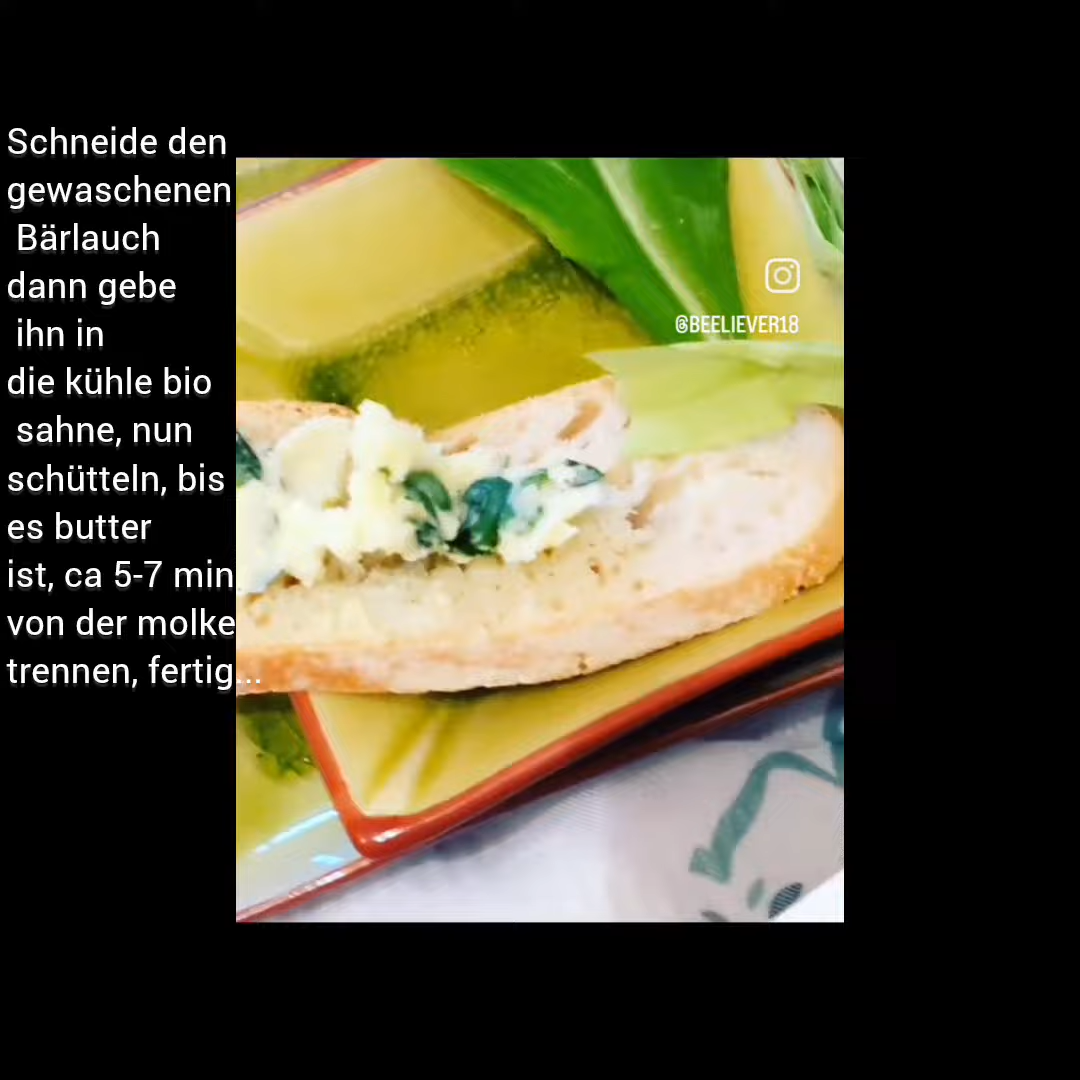 Schneide den
gewaschenen
Bärlauch
dann gebe
ihn in
die kühle bio
sahne, nun
schütteln, bis
es butter
ist, ca 5-7 min
von der molke
trennen, fertig...
@BEELIEVER18